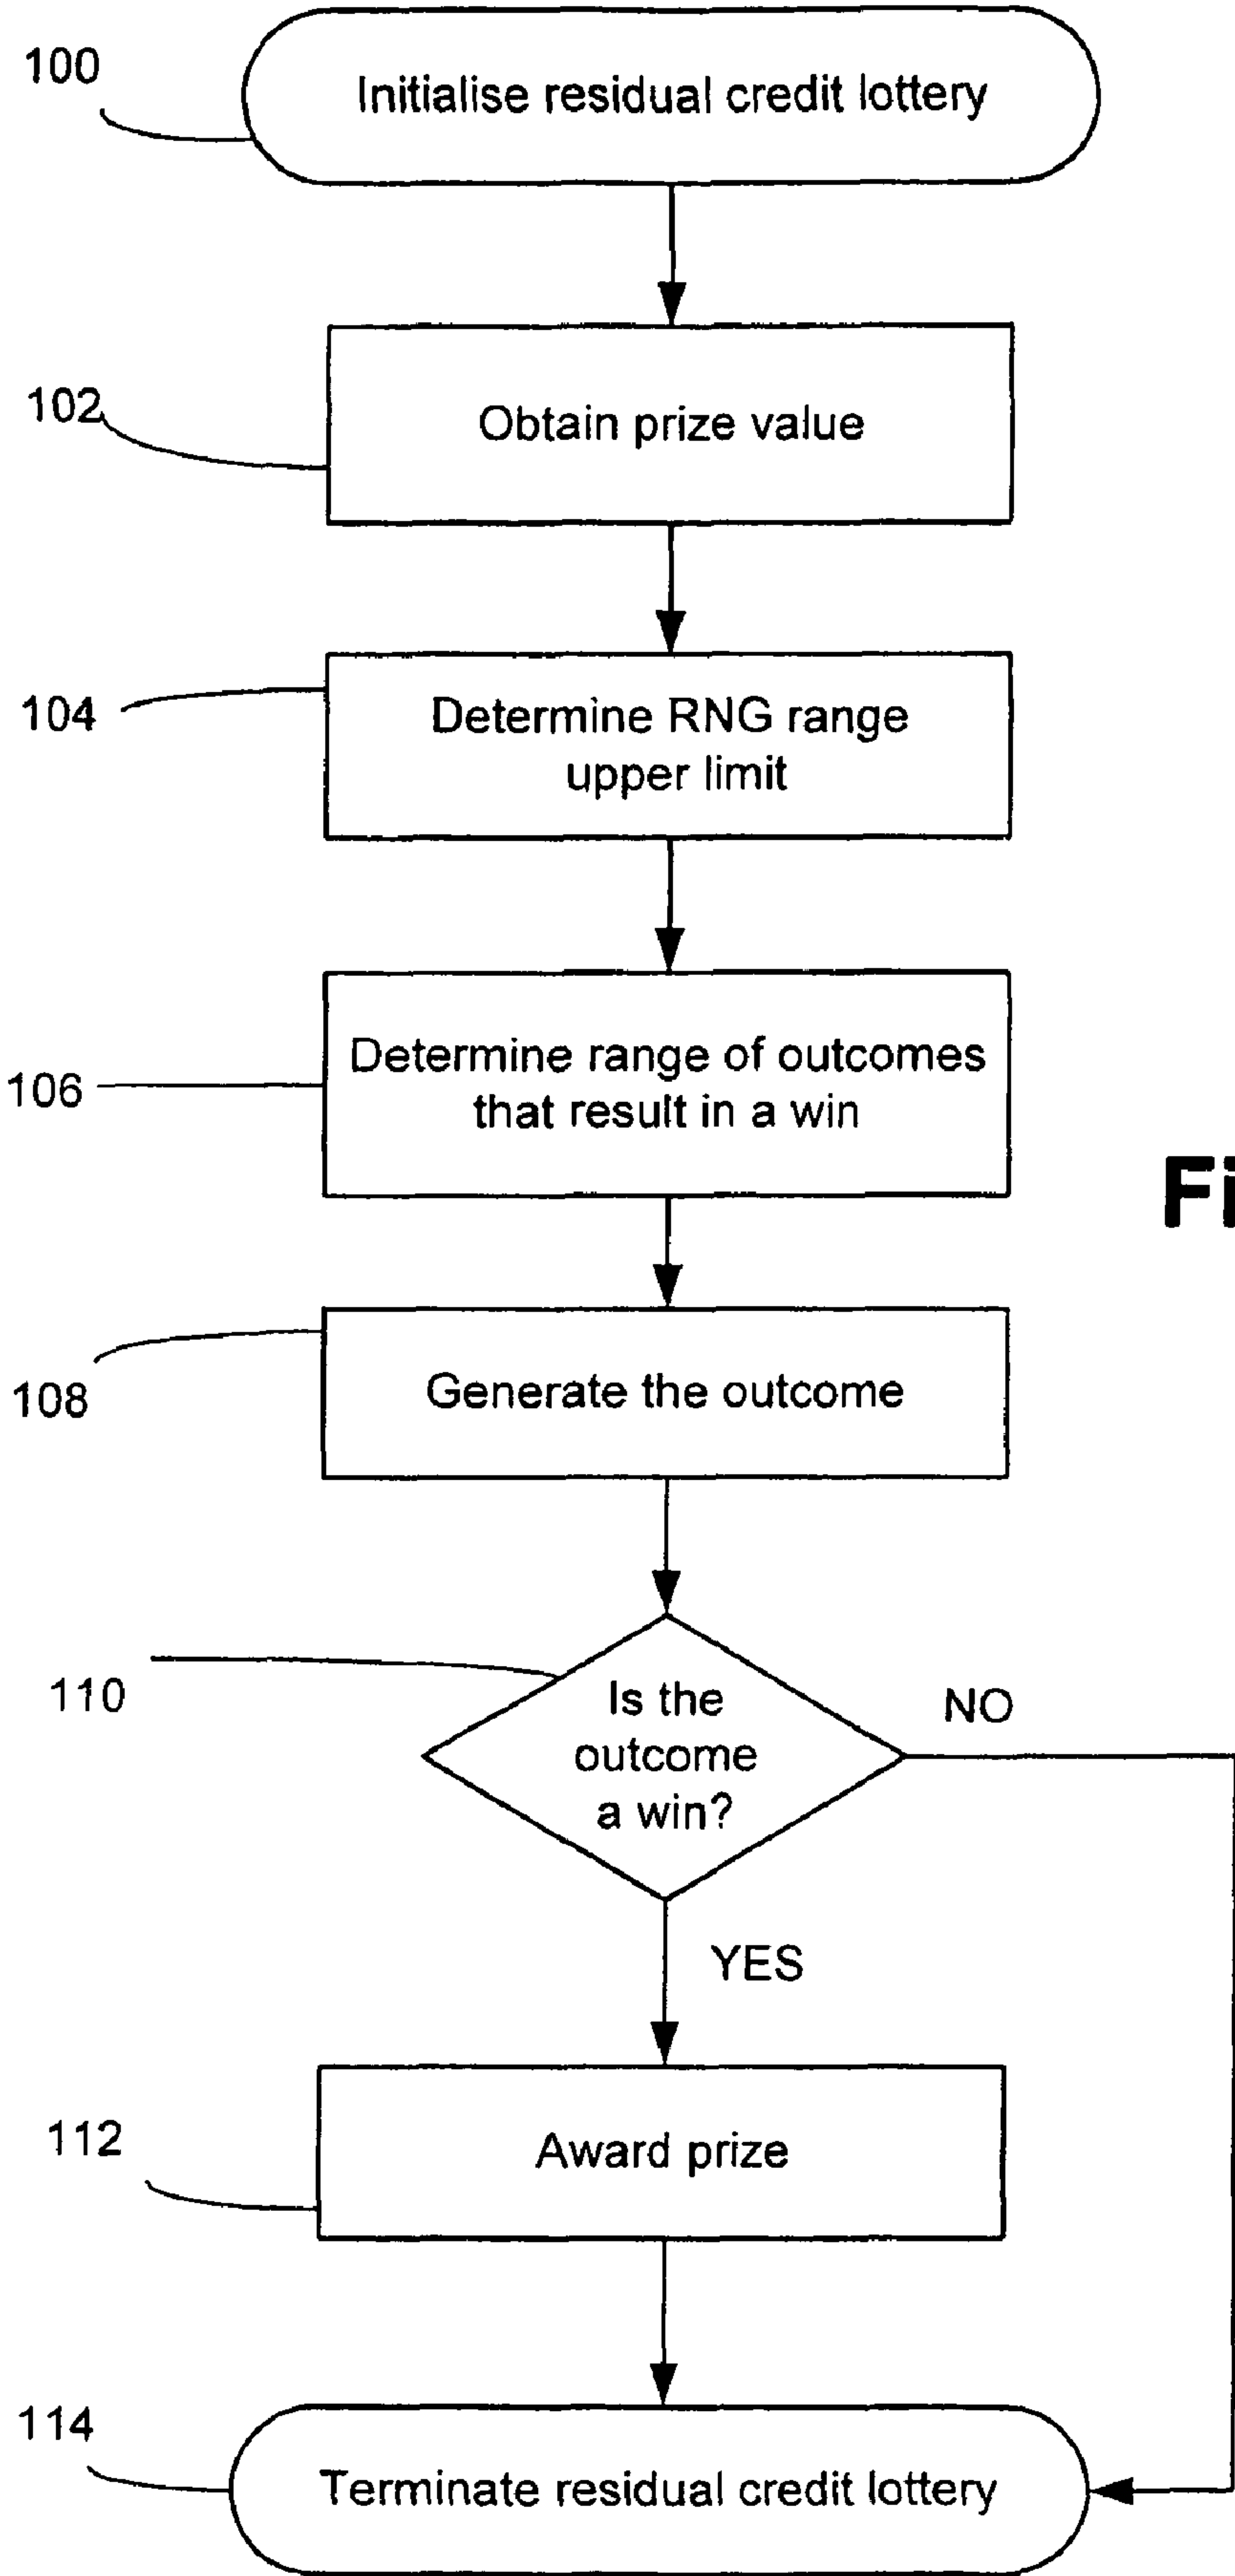 100
Initialise residual credit lottery
102
Obtain prize value
104
Determine RNG range
upper limit
106
Determine range of outcomes
that result in a win
Fi
108
Generate the outcome
110
Is the
outcome
a win?
NO
YES
112
Award prize
114
Terminate residual credit lottery